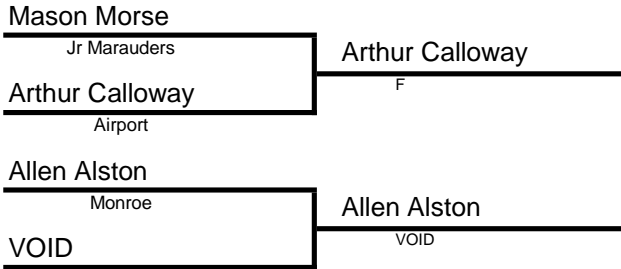 Mason Morse
Jr Marauders
Arthur Calloway
F
Arthur Calloway
Airport
Allen Alston
Monroe
Allen Alston
VOID
VOID